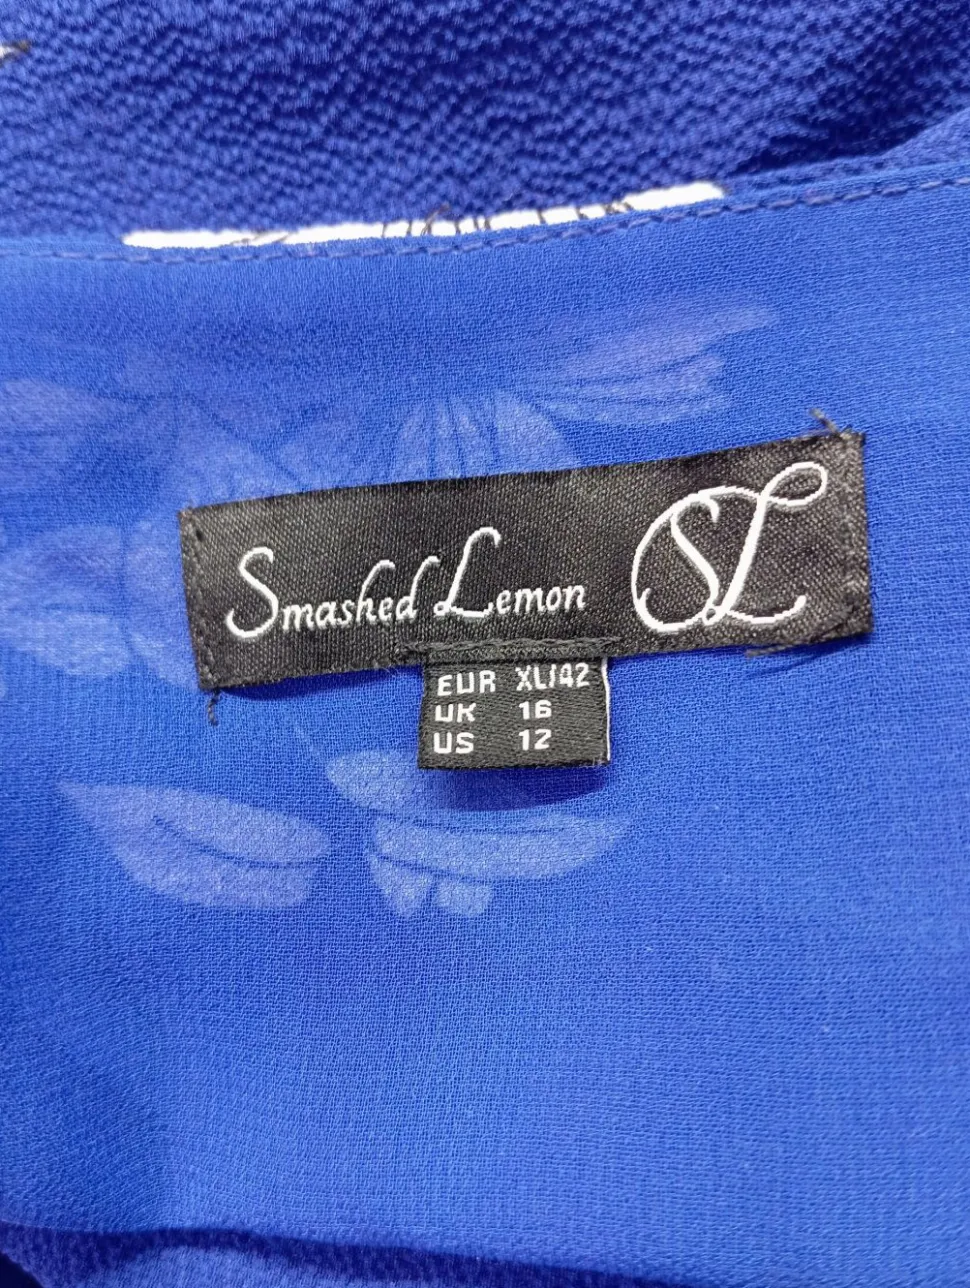 Smashed Lemon SL
EUR XL/42
UK 16
US 12